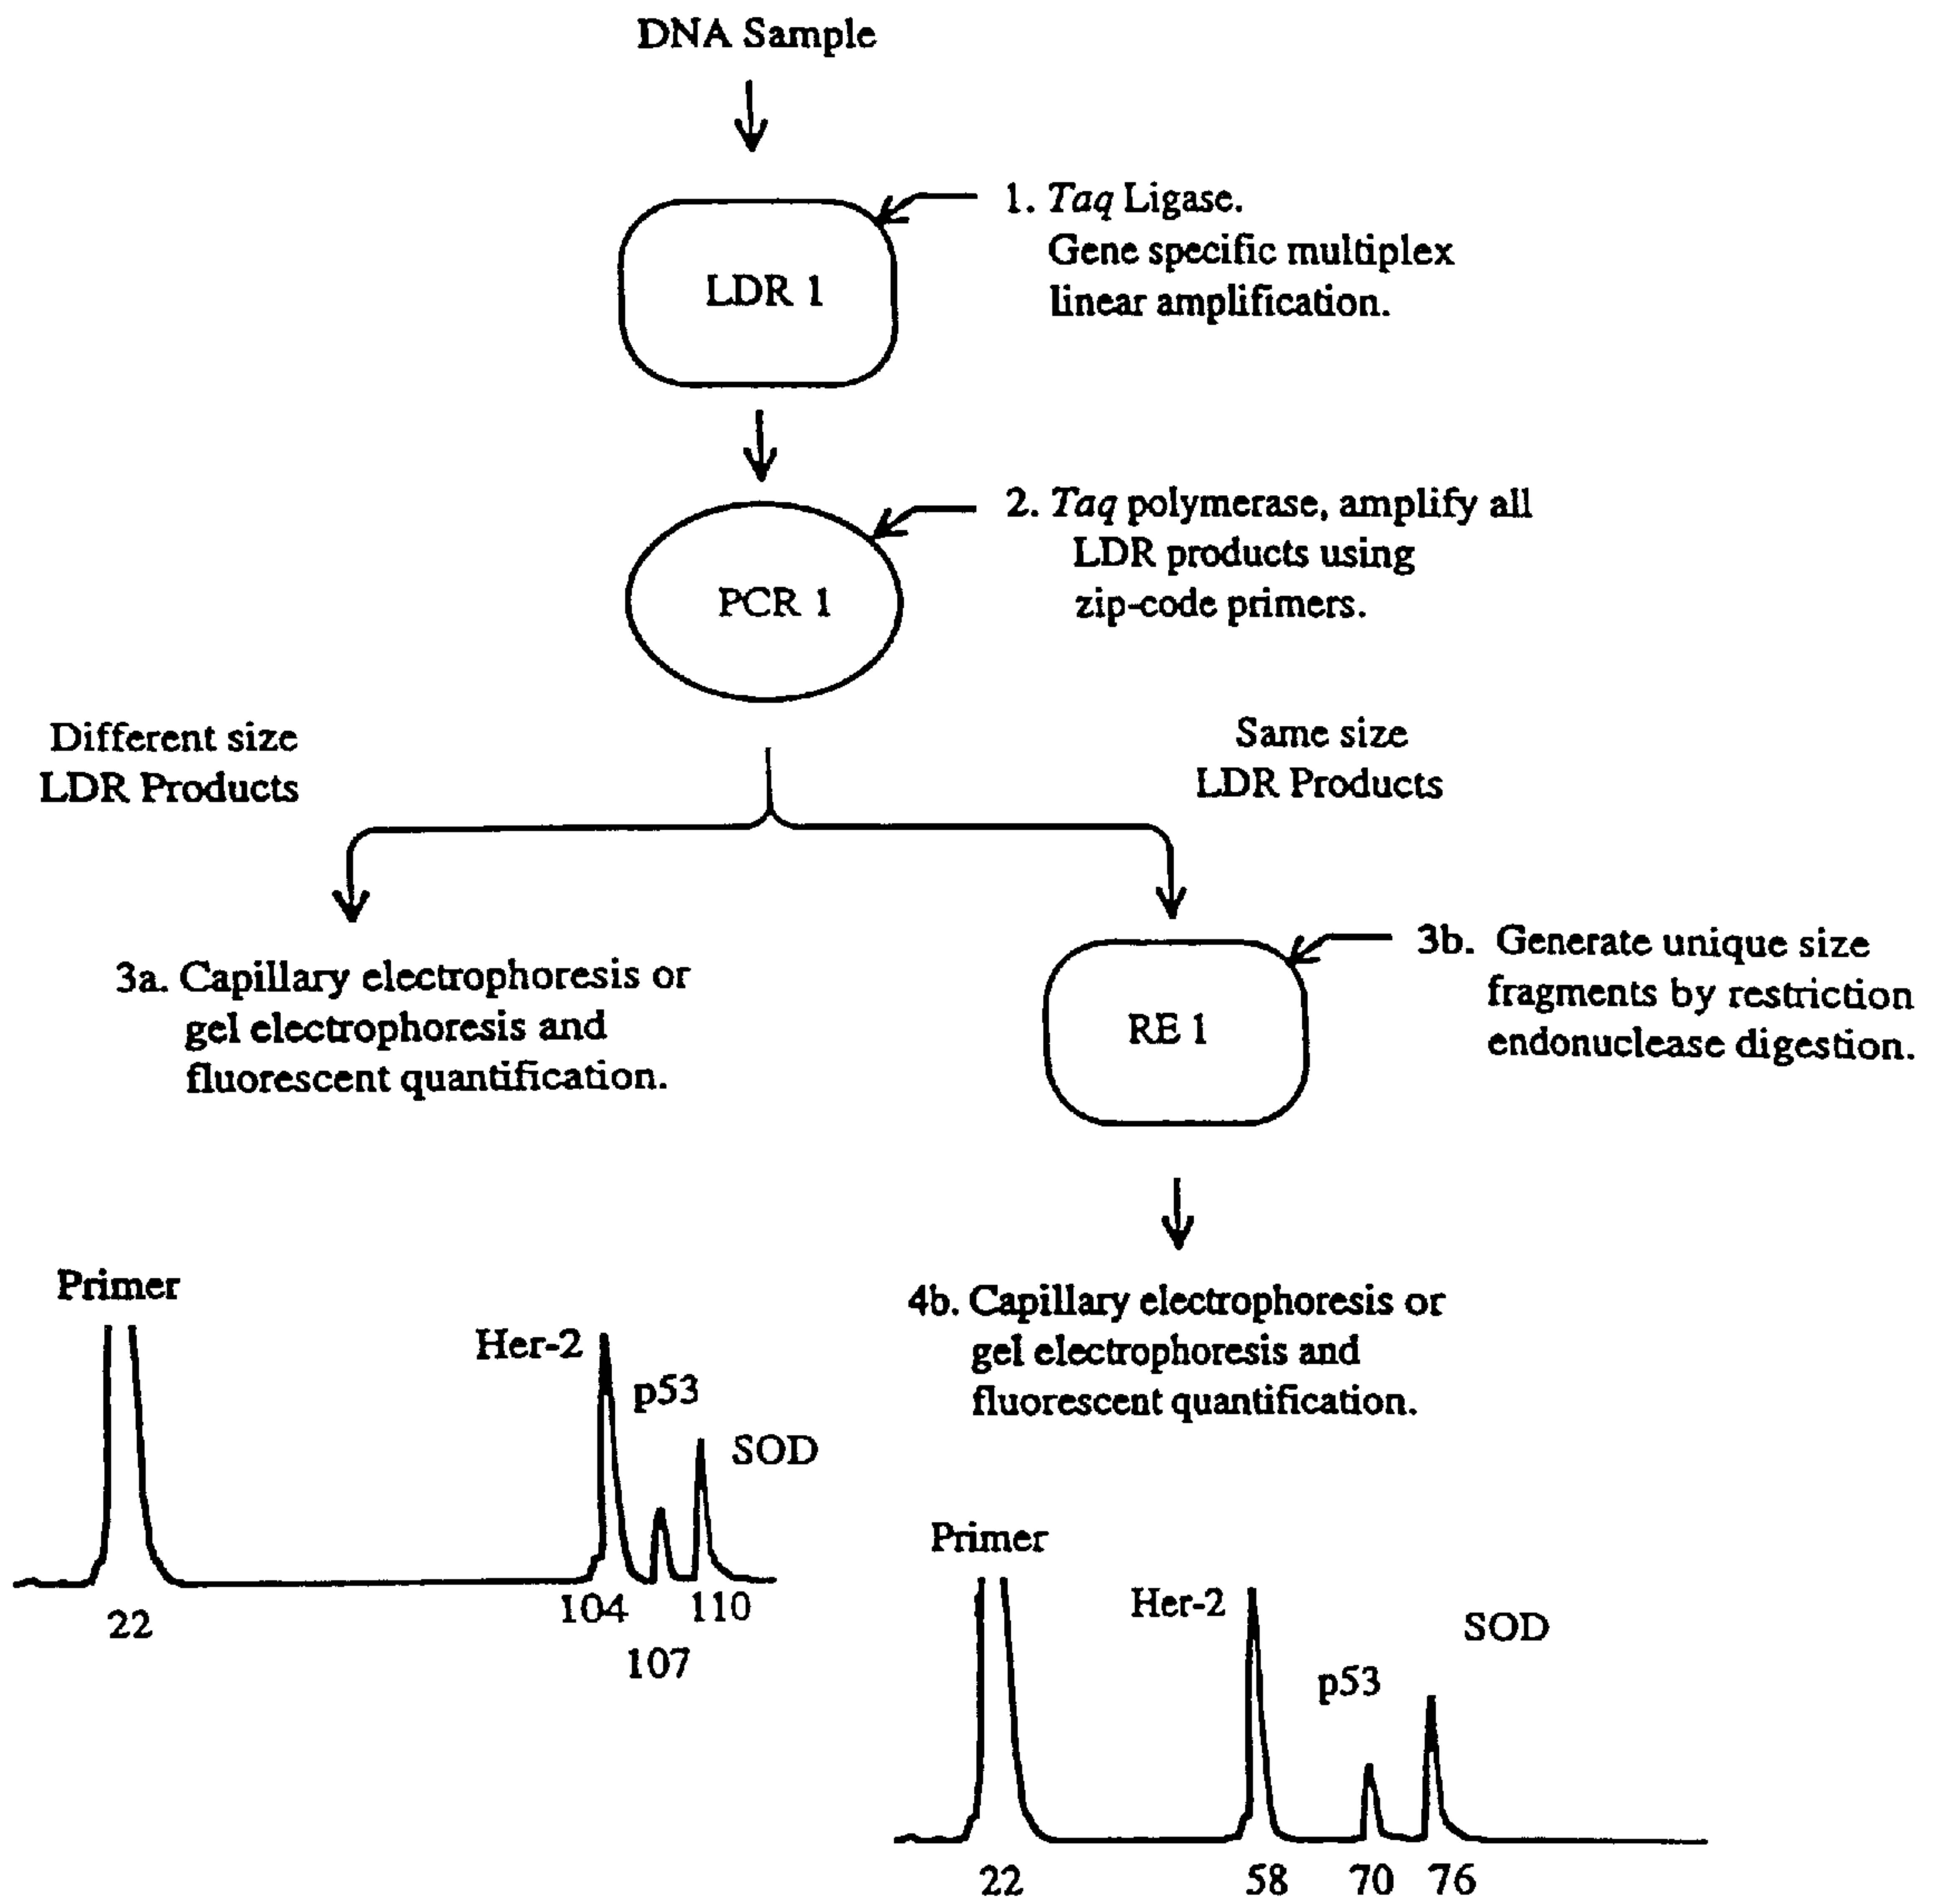 DNA Sample
LDR 1
1. Taq Ligase.
Gene specific multiplex
linear amplification.
PCR 1
2. Taq polymerase, amplify all
LDR products using
zip-code primers.
Different size
LDR Products
Same size
LDR Products
3a. Capillary electrophoresis or
gel electrophoresis and
fluorescent quantification.
RE 1
3b. Generate unique size
fragments by restriction
endonuclease digestion.
4b. Capillary electrophoresis or
gel electrophoresis and
fluorescent quantification.
Primer
Her-2
p53
SOD
22
104
107
110
Primer
Her-2
p53
SOD
22
58
70
76